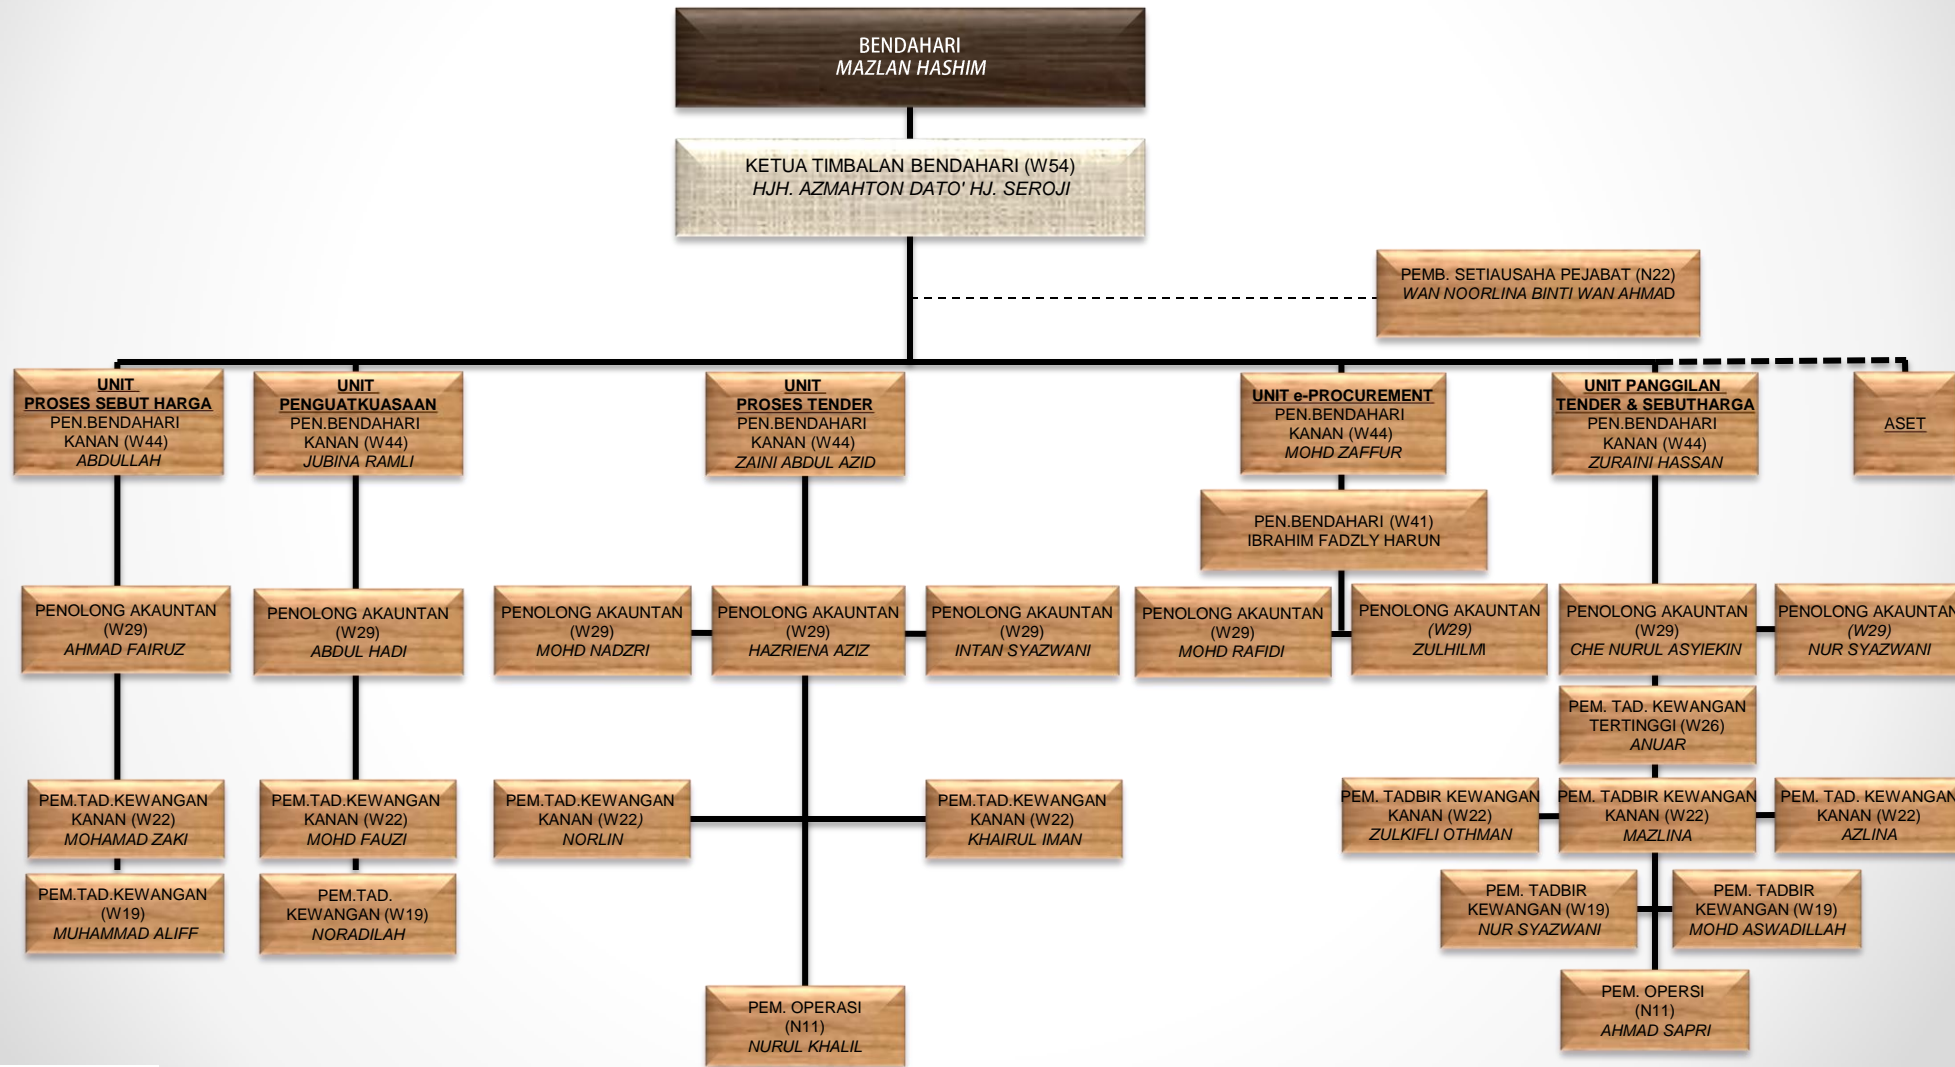 BENDAHARI
MAZLAN HASHIM
KETUA TIMBALAN BENDAHARI (W54)
HJH. AZMAHTON DATO' HJ. SEROJI
PEMB. SETIAUSAHA PEJABAT (N22)
WAN NOORLINA BINTI WAN AHMAD
UNIT
PROSES SEBUT HARGA
PEN.BENDAHARI
KANAN (W44)
ABDULLAH
UNIT
PENGUATKUASAAN
PEN.BENDAHARI
KANAN (W44)
JUBINA RAMLI
UNIT
PROSES TENDER
PEN.BENDAHARI
KANAN (W44)
ZAINI ABDUL AZID
UNIT e-PROCUREMENT
PEN.BENDAHARI
KANAN (W44)
MOHD ZAFFUR
UNIT PANGGILAN
TENDER & SEBUTHARGA
PEN.BENDAHARI
KANAN (W44)
ZURAINI HASSAN
ASET
PEN.BENDAHARI (W41)
IBRAHIM FADZLY HARUN
PENOLONG AKAUNTAN
(W29)
AHMAD FAIRUZ
PENOLONG AKAUNTAN
(W29)
ABDUL HADI
PENOLONG AKAUNTAN
(W29)
MOHD NADZRI
PENOLONG AKAUNTAN
(W29)
HAZRIENA AZIZ
PENOLONG AKAUNTAN
(W29)
INTAN SYAZWANI
PENOLONG AKAUNTAN
(W29)
MOHD RAFIDI
PENOLONG AKAUNTAN
(W29)
ZULHILMI
PENOLONG AKAUNTAN
(W29)
CHE NURUL ASYIEKIN
PENOLONG AKAUNTAN
(W29)
NUR SYAZWANI
PEM. TAD. KEWANGAN
TERTINGGI (W26)
ANUAR
PEM.TAD.KEWANGAN
KANAN (W22)
MOHAMAD ZAKI
PEM.TAD.KEWANGAN
KANAN (W22)
MOHD FAUZI
PEM.TAD.KEWANGAN
KANAN (W22)
NORLIN
PEM.TAD.KEWANGAN
KANAN (W22)
KHAIRUL IMAN
PEM. TADBIR KEWANGAN
KANAN (W22)
ZULKIFLI OTHMAN
PEM. TADBIR KEWANGAN
KANAN (W22)
MAZLINA
PEM. TAD. KEWANGAN
KANAN (W22)
AZLINA
PEM.TAD.KEWANGAN
(W19)
MUHAMMAD ALIFF
PEM.TAD.
KEWANGAN (W19)
NORADILAH
PEM. TADBIR
KEWANGAN (W19)
NUR SYAZWANI
PEM. TADBIR
KEWANGAN (W19)
MOHD ASWADILLAH
PEM. OPERASI
(N11)
NURUL KHALIL
PEM. OPERSI
(N11)
AHMAD SAPRI